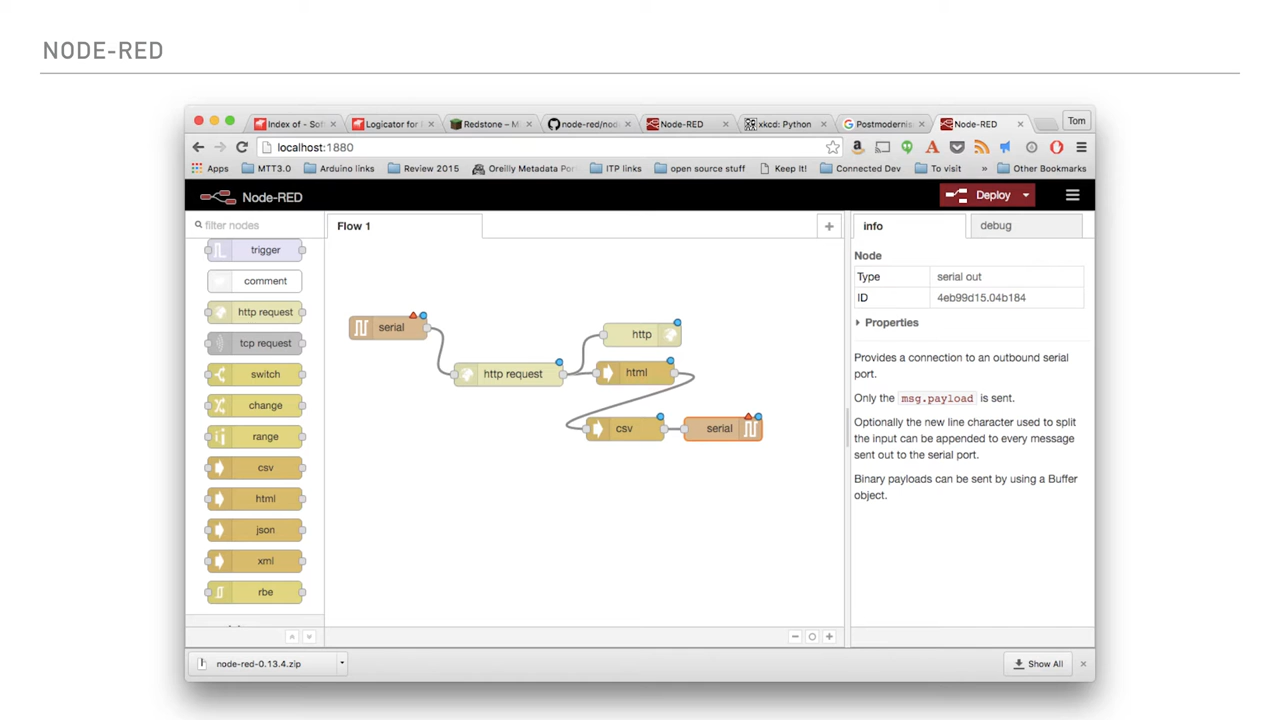 NODE-RED
Index of - Soft
Logicator for
Redstone – M
node-red/nod
Node-RED
xkcd: Python
Postmodernis
Node-RED
Tom
localhost:1880
Apps
MTT3.0
Arduino links
Review 2015
Oreilly Metadata Por
ITP links
open source stuff
Keep It!
Connected Dev
To visit
»
Other Bookmarks
Node-RED
Deploy
filter nodes
Flow 1
+
info
debug
trigger
comment
http request
tcp request
switch
change
range
csv
html
json
xml
rbe
serial
http request
http
html
csv
serial
Node
Type serial out
ID 4eb99d15.04b184
Properties
Provides a connection to an outbound serial
port.
Only the msg.payload is sent.
Optionally the new line character used to split
the input can be appended to every message
sent out to the serial port.
Binary payloads can be sent by using a Buffer
object.
node-red-0.13.4.zip
Show All